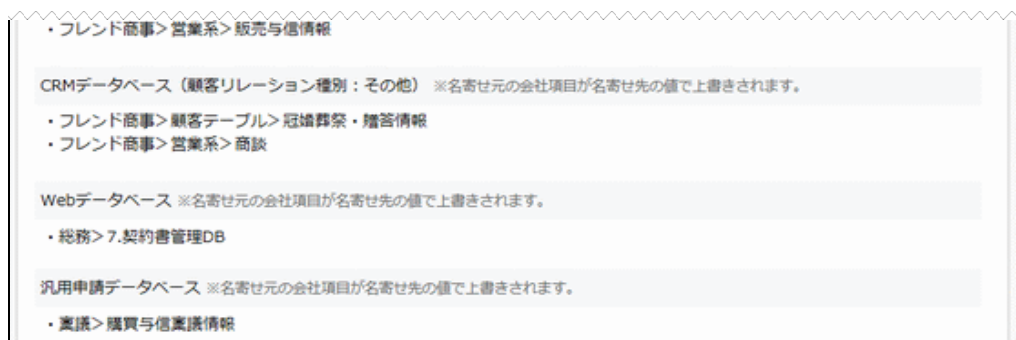 ・フレンド商事>営業系>販売与信情報
CRMデータベース（顧客リレーション種別：その他） ※名寄せ元の会社項目が名寄せ先の値で上書きされます。
・フレンド商事>顧客テーブル>冠婚葬祭・贈答情報
・フレンド商事>営業系>商談
Webデータベース ※名寄せ元の会社項目が名寄せ先の値で上書きされます。
・総務>7.契約書管理DB
汎用申請データベース ※名寄せ元の会社項目が名寄せ先の値で上書きされます。
・稟議>購買与信稟議情報